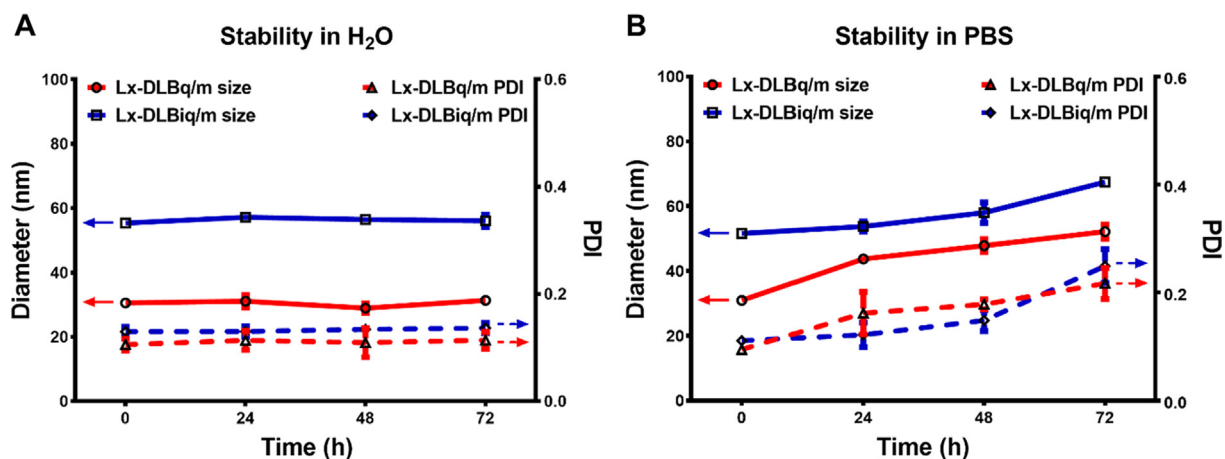 A
Stability in H₂O
Lx-DLBq/m size
Lx-DLBiq/m size
Lx-DLBq/m PDI
Lx-DLBiq/m PDI
Diameter (nm)
100
80
60
40
20
0
0.6
0.4
0.2
0.0
PDI
0
24
48
72
Time (h)
B
Stability in PBS
Lx-DLBq/m size
Lx-DLBiq/m size
Lx-DLBq/m PDI
Lx-DLBiq/m PDI
Diameter (nm)
100
80
60
40
20
0
0.6
0.4
0.2
0.0
PDI
0
24
48
72
Time (h)